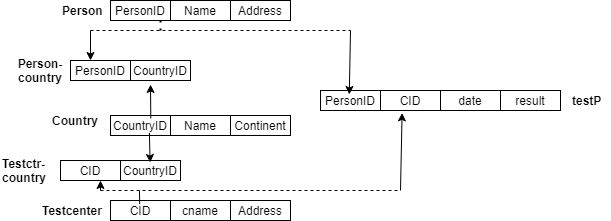 Person PersonID Name Address
Person-
country PersonID CountryID
PersonID CID date result testP
Country CountryID Name Continent
Testctr-
country CID CountryID
Testcenter CID cname Address